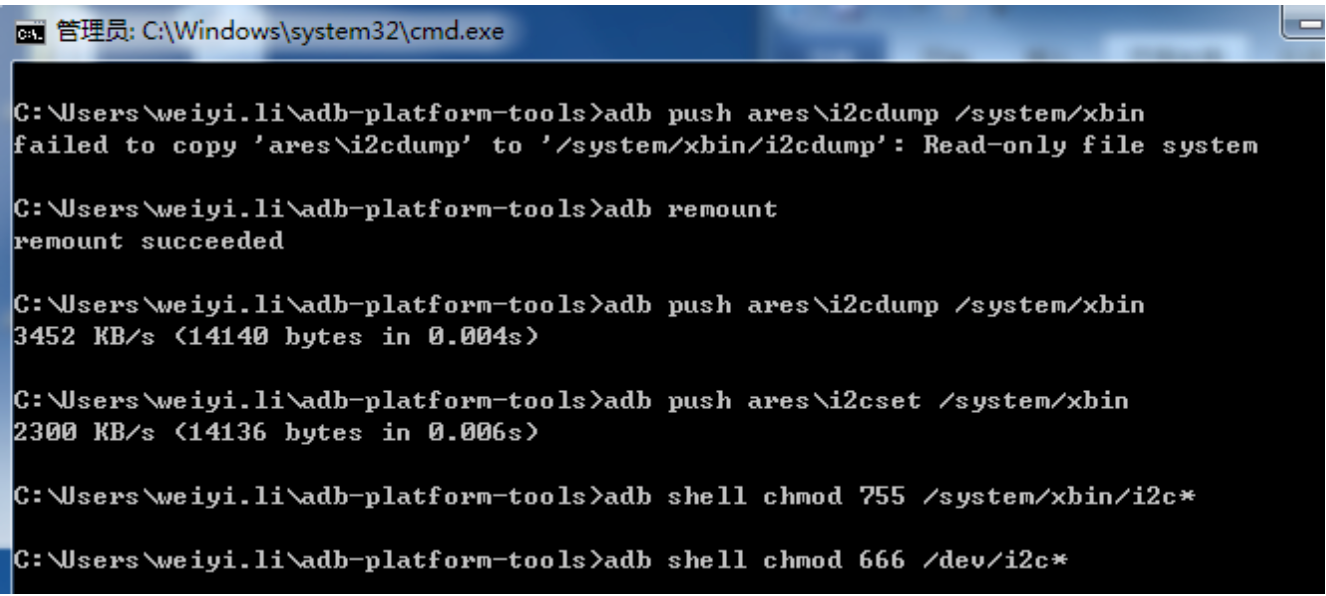 管理员: C:\Windows\system32\cmd.exe
C:\Users\weiyi.li\adb-platform-tools>adb push ares\i2cdump /system/xbin
failed to copy 'ares\i2cdump' to '/system/xbin/i2cdump': Read-only file system
C:\Users\weiyi.li\adb-platform-tools>adb remount
remount succeeded
C:\Users\weiyi.li\adb-platform-tools>adb push ares\i2cdump /system/xbin
3452 KB/s (14140 bytes in 0.004s)
C:\Users\weiyi.li\adb-platform-tools>adb push ares\i2cset /system/xbin
2300 KB/s (14136 bytes in 0.006s)
C:\Users\weiyi.li\adb-platform-tools>adb shell chmod 755 /system/xbin/i2c*
C:\Users\weiyi.li\adb-platform-tools>adb shell chmod 666 /dev/i2c*